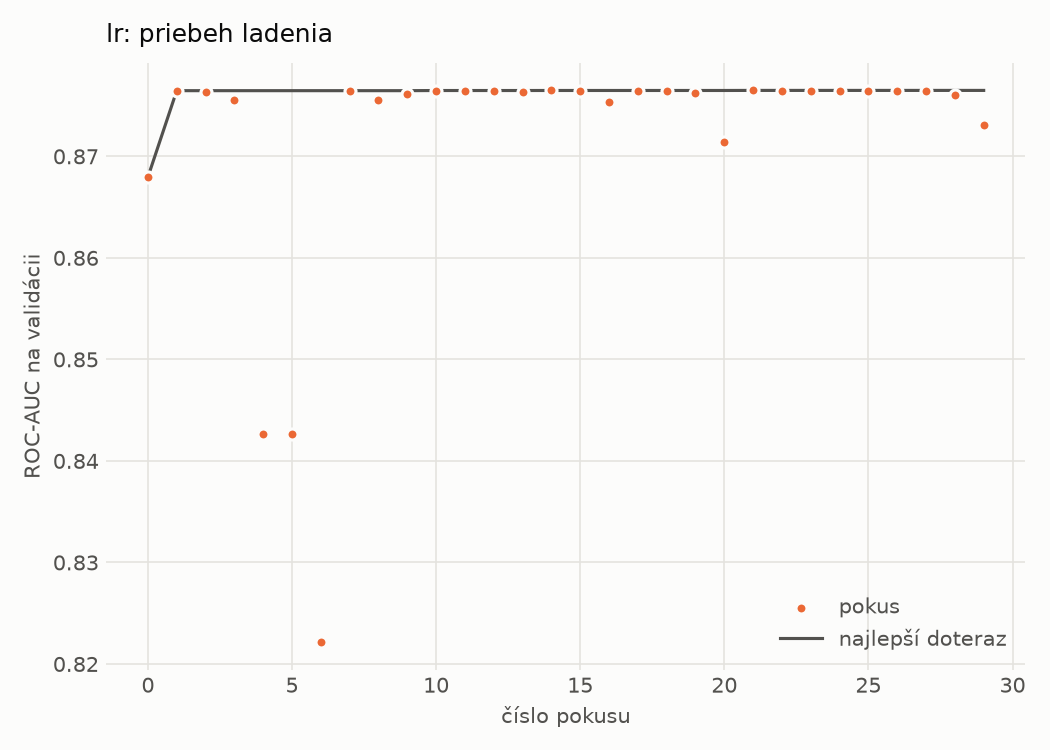 lr: priebeh ladenia
ROC-AUC na validácii
0.87
0.86
0.85
0.84
0.83
0.82
0
5
10
15
20
25
30
číslo pokusu
pokus
najlepší doteraz